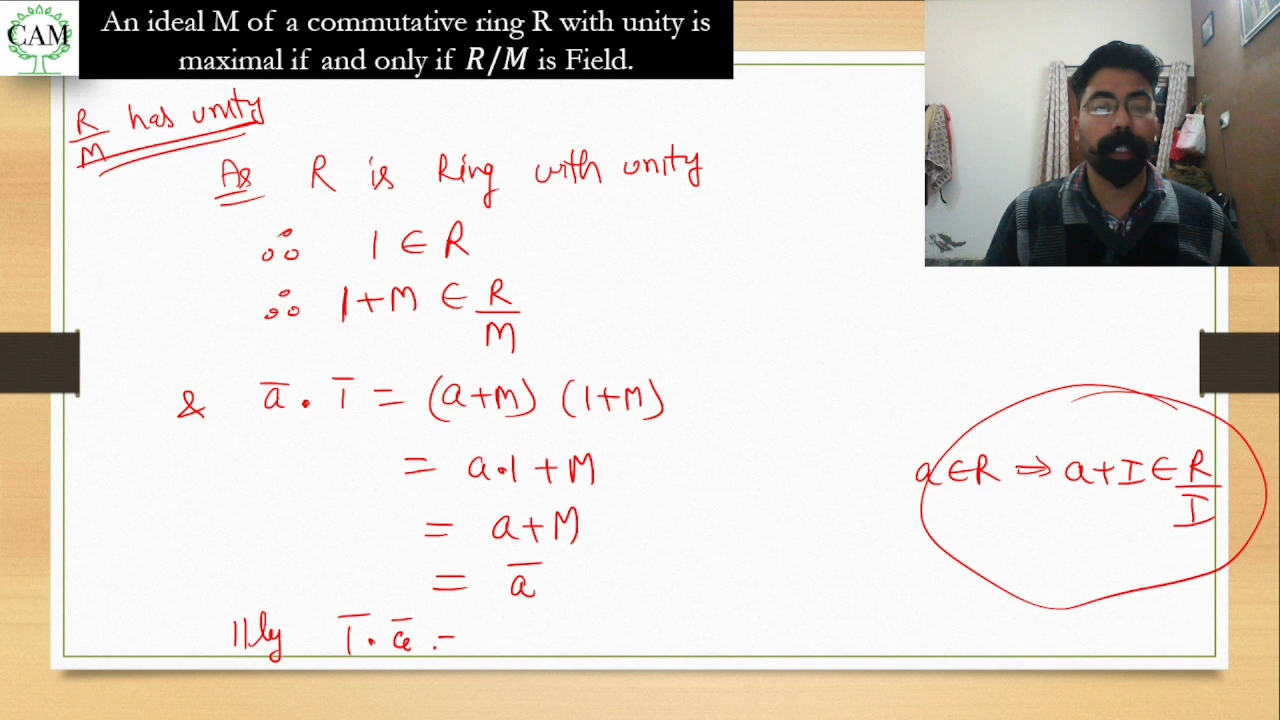 CAM
An ideal M of a commutative ring R with unity is
maximal if and only if R/M is Field.
R/M has unity
As R is Ring with unity
∴ 1 ∈ R
∴ 1+M ∈ R/M
& a̅ . 1̅ = (a+M) (1+M)
= a.1 + M
= a+M
= a̅
a∈R ⇒ a+I ∈ R/I
||ly 1̅ . a̅ =